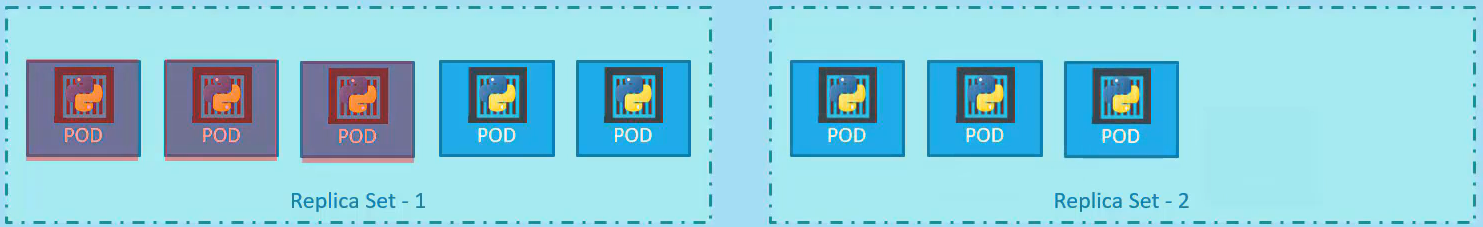 POD
POD
POD
POD
POD
Replica Set - 1
POD
POD
POD
Replica Set - 2